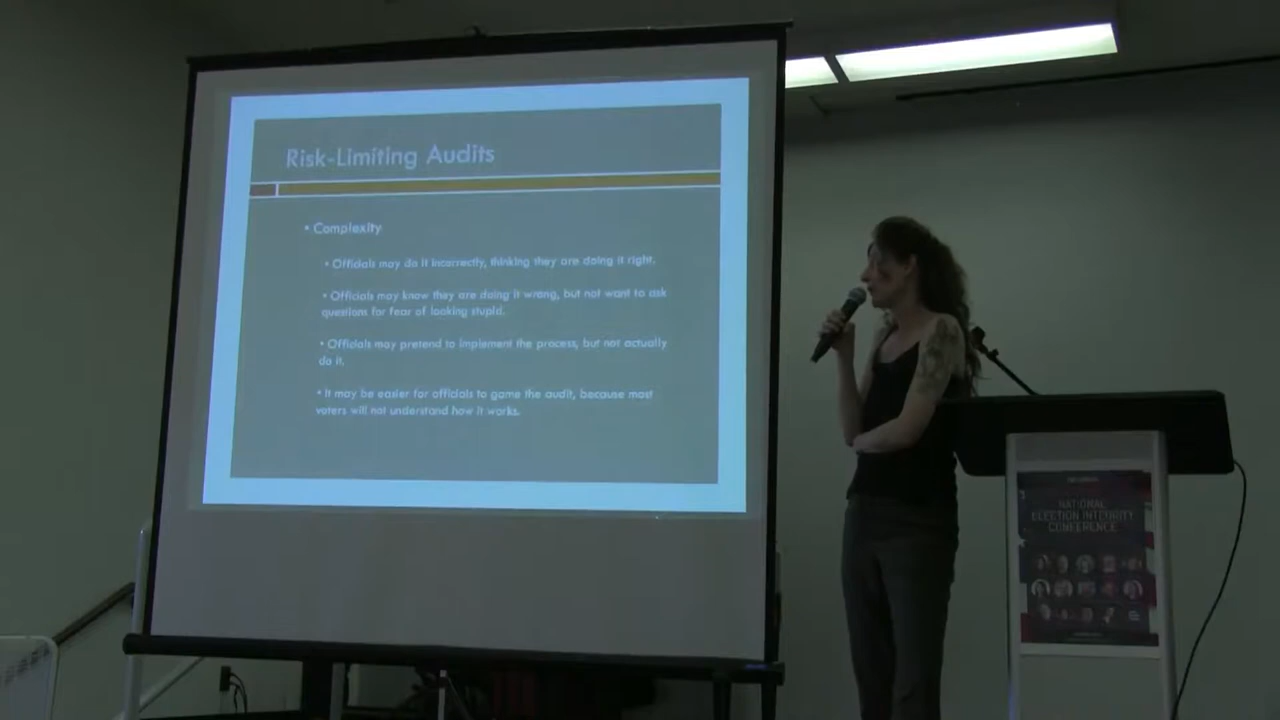 Risk-Limiting Audits
• Complexity
• Officials may do it incorrectly, thinking they are doing it right.
• Officials may know they are doing it wrong, but not want to ask
questions for fear of looking stupid.
• Officials may pretend to implement the process, but not actually
do it.
• It may be easier for officials to game the audit, because most
voters will not understand how it works.
NATIONAL
ELECTION INTEGRITY
CONFERENCE